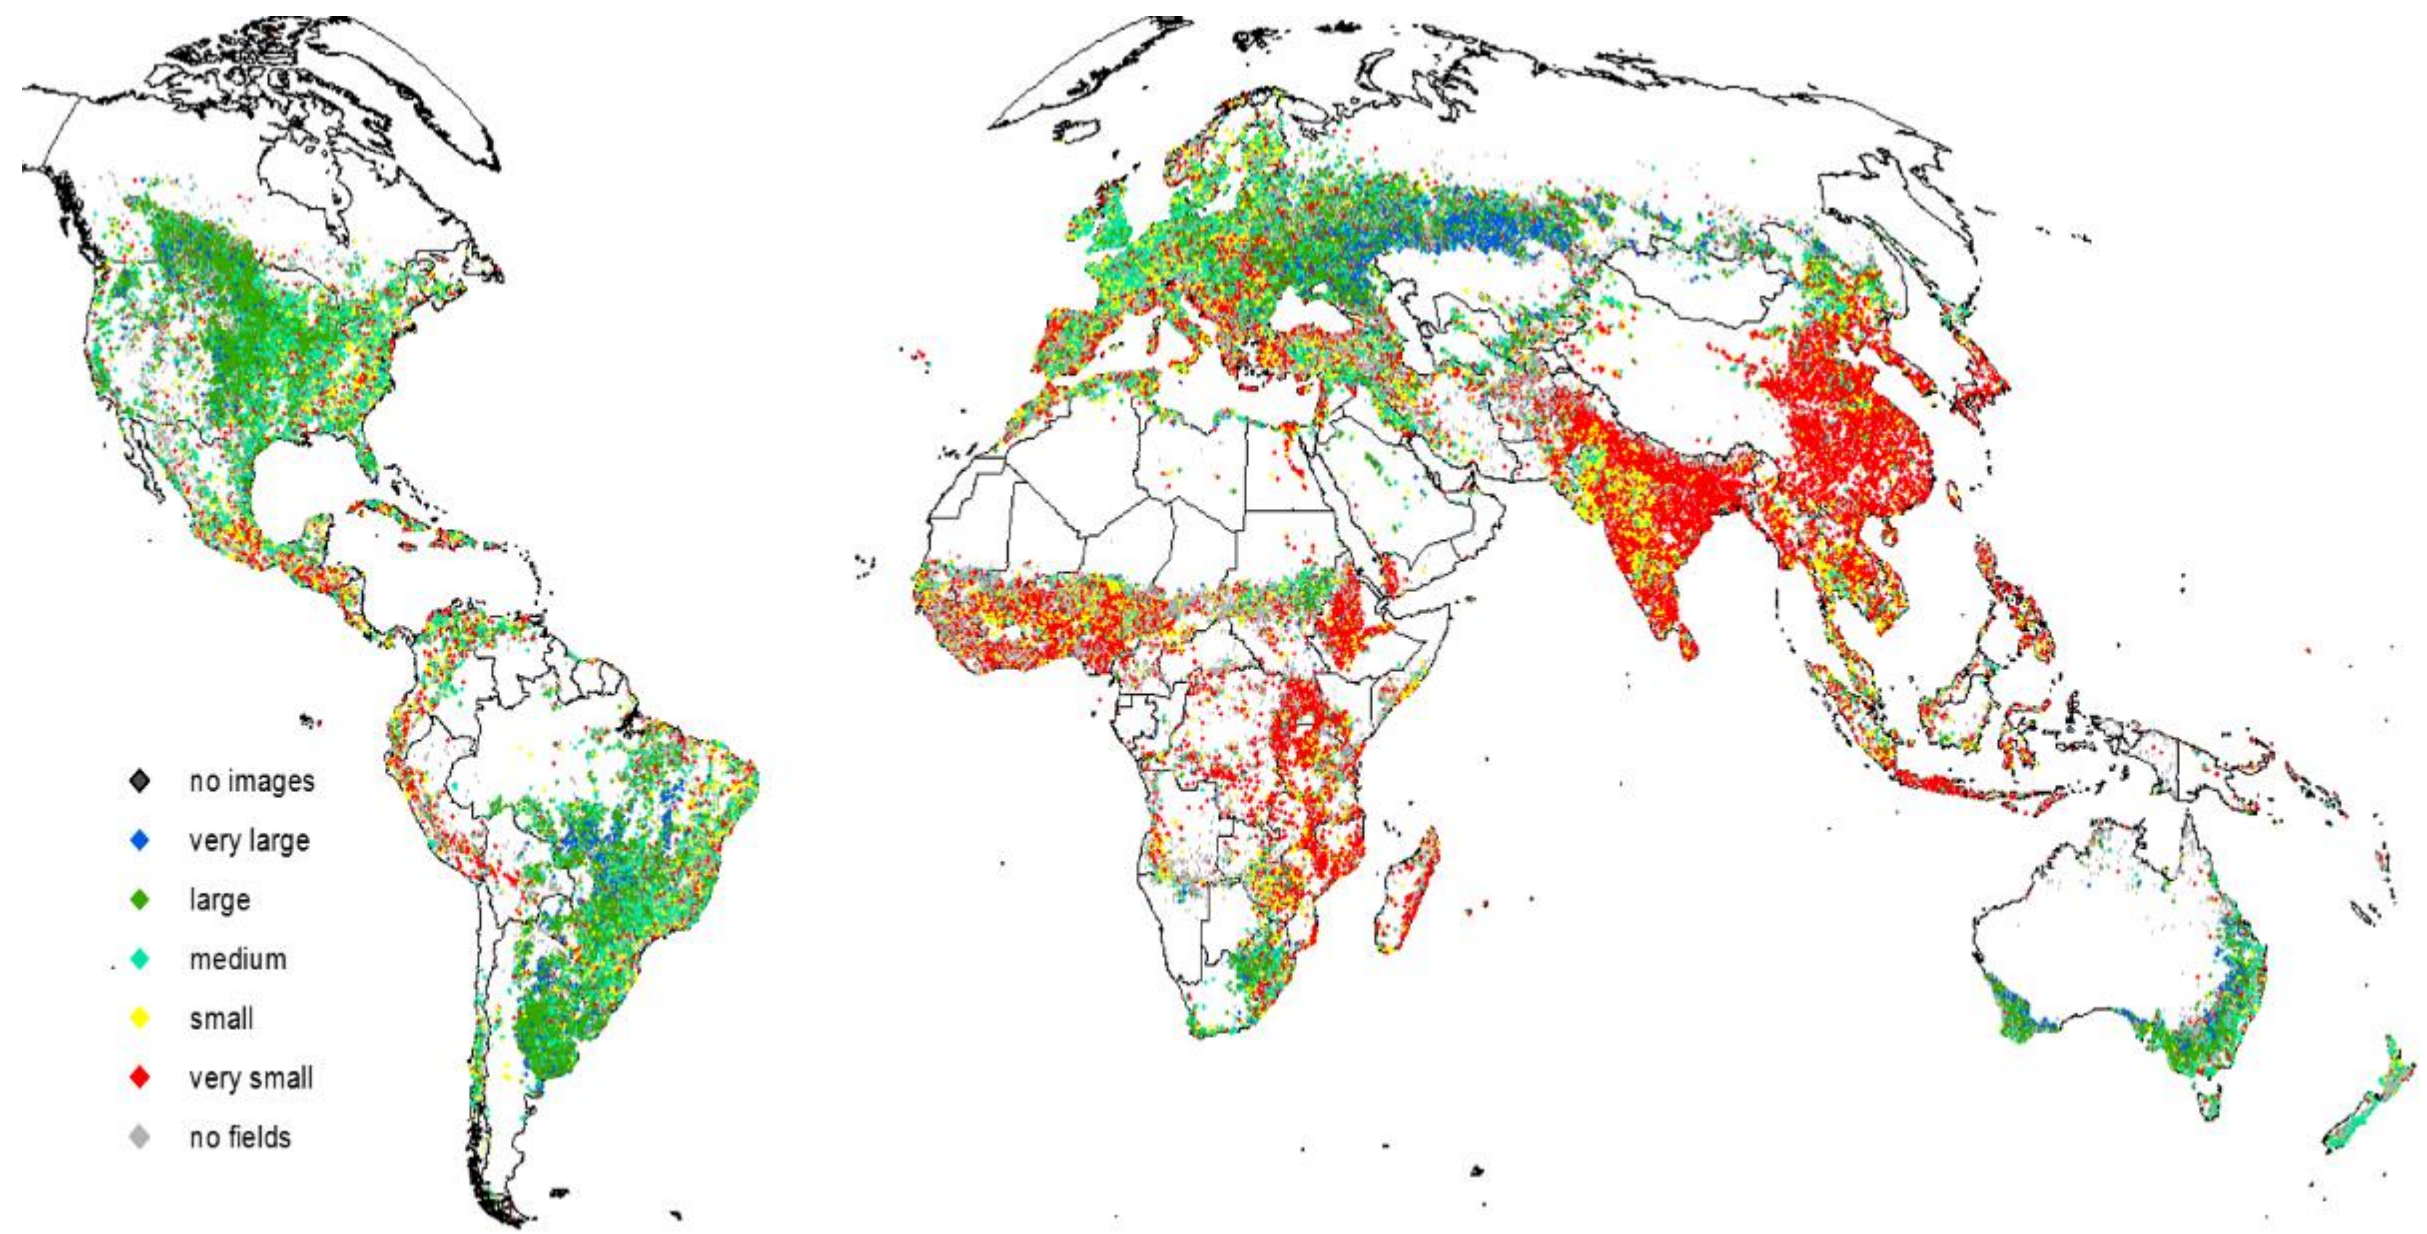 no images
very large
large
medium
small
very small
no fields